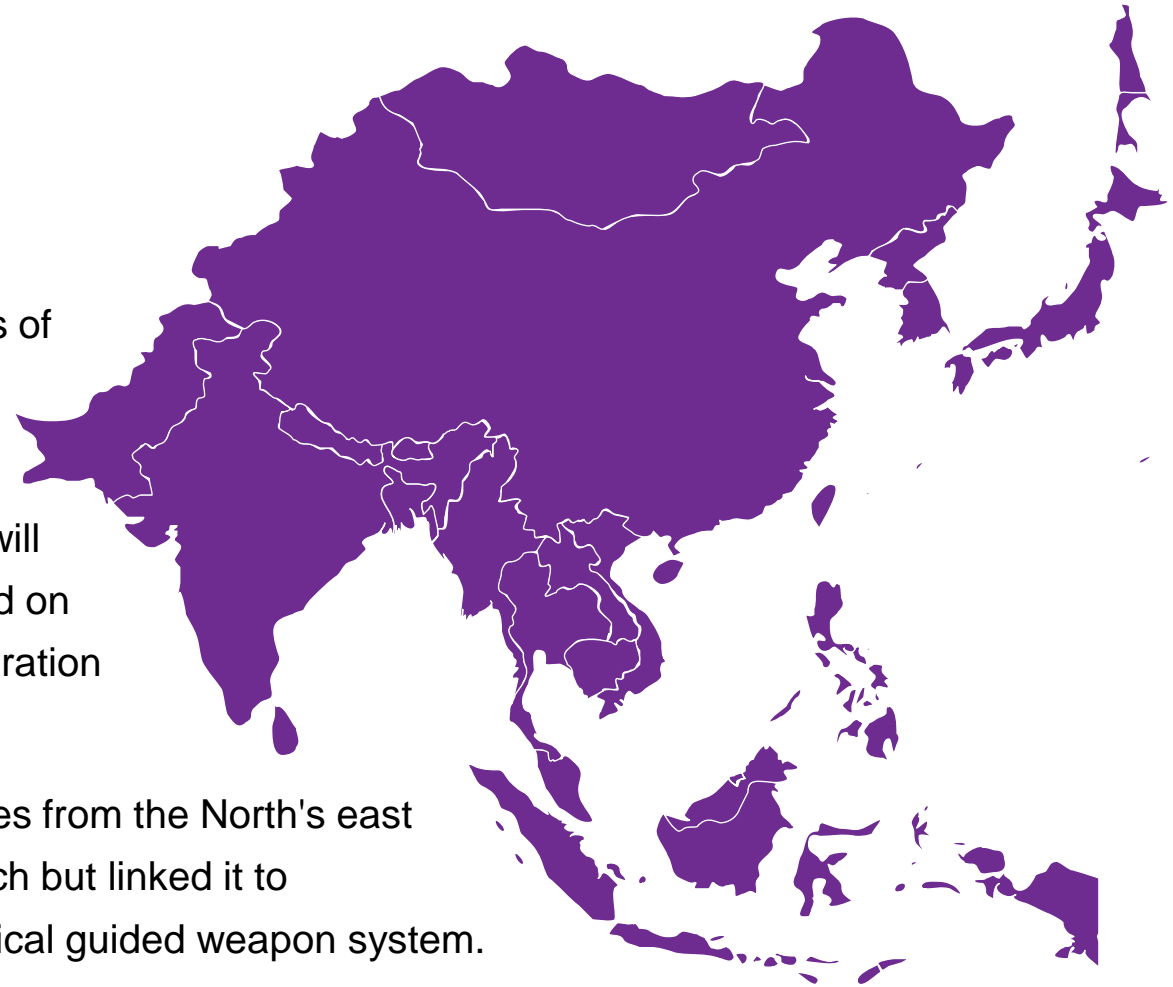 s of
will
d on
ration
es from the North's east
ch but linked it to
ical guided weapon system.